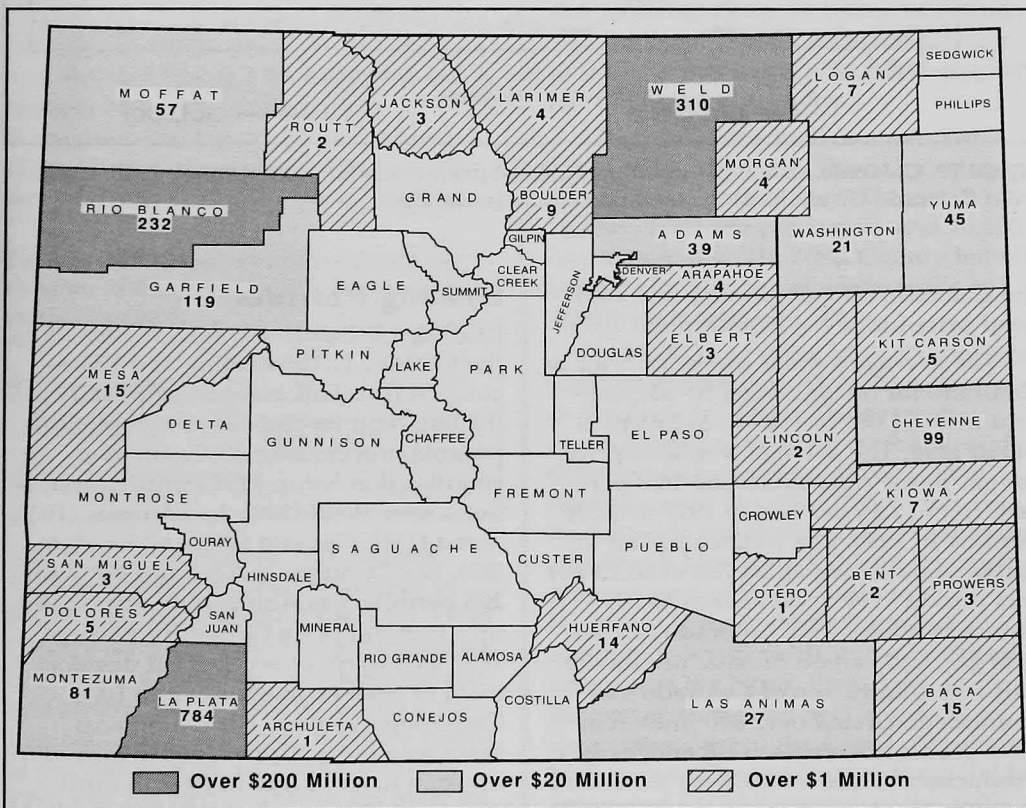 MOFFAT
57
ROUTT
2
JACKSON
3
LARIMER
4
WELD
310
LOGAN
7
SEDGWICK
PHILLIPS
MORGAN
4
RIO BLANCO
232
GRAND
BOULDER
9
GILPIN
ADAMS
39
WASHINGTON
21
YUMA
45
GARFIELD
119
EAGLE
SUMMIT
CLEAR
CREEK
JEFFERSON
DENVER
ARAPAHOE
4
PITKIN
LAKE
PARK
DOUGLAS
ELBERT
3
KIT CARSON
5
MESA
15
DELTA
GUNNISON
CHAFFEE
TELLER
EL PASO
LINCOLN
2
CHEYENNE
99
MONTROSE
FREMONT
CROWLEY
KIOWA
7
OURAY
SAGUACHE
CUSTER
PUEBLO
SAN MIGUEL
3
HINSDALE
OTERO
1
BENT
2
PROWERS
3
DOLORES
5
SAN
JUAN
MINERAL
RIO GRANDE
ALAMOSA
HUERFANO
14
MONTEZUMA
81
LA PLATA
784
ARCHULETA
1
CONEJOS
COSTILLA
LAS ANIMAS
27
BACA
15
Over $200 Million
Over $20 Million
Over $1 Million